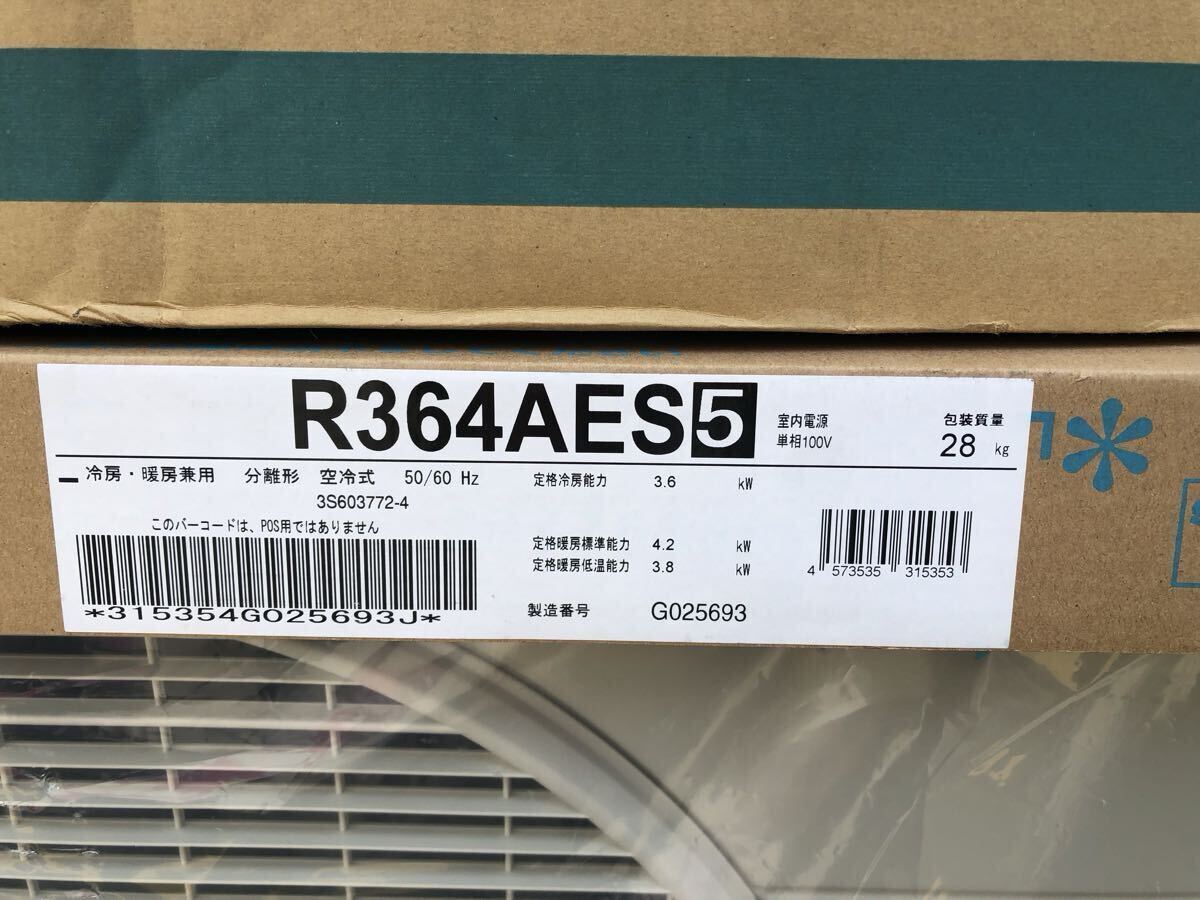 R364AES5
室内電源
単相100V
包装質量
28 kg
冷房・暖房兼用 分離形 空冷式 50/60 Hz
3S603772-4
このバーコードは、POS用ではありません
*315354G025693J*
定格冷房能力 3.6 kW
定格暖房標準能力 4.2 kW
定格暖房低温能力 3.8 kW
製造番号 G025693
4 573535 315353